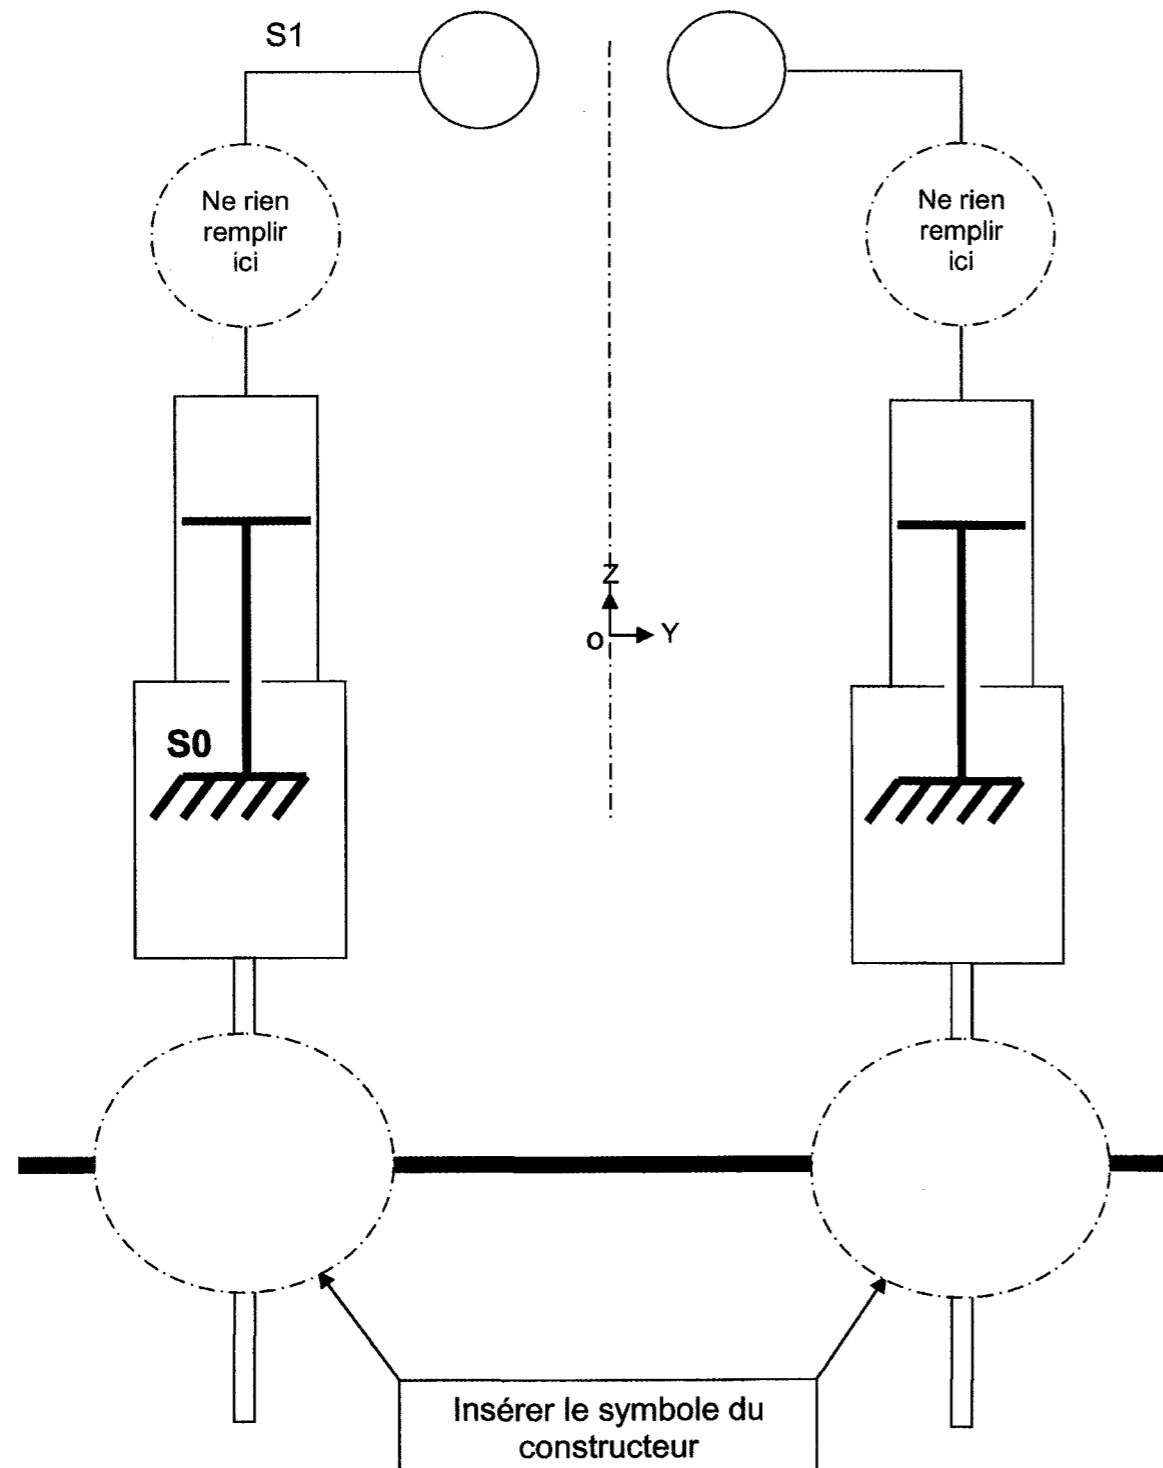 S1
Ne rien
remplir
ici
Ne rien
remplir
ici
Z
o
Y
S0
Insérer le symbole du
constructeur